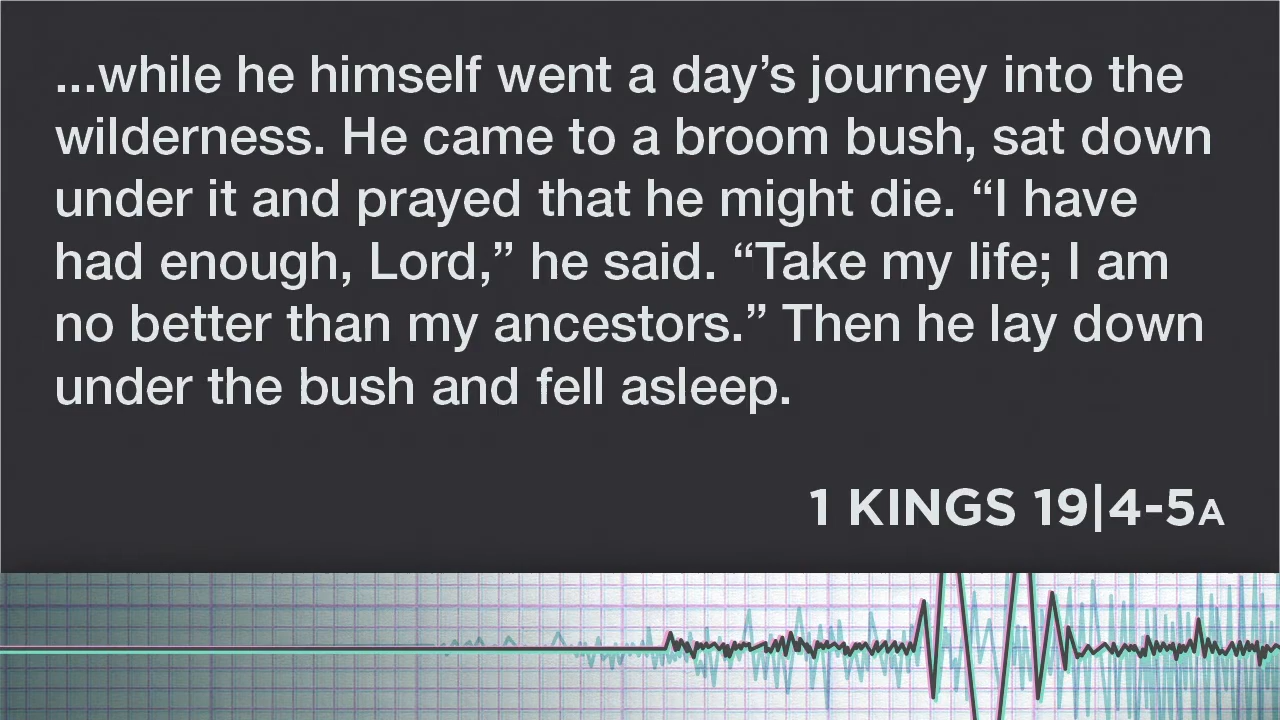 ...while he himself went a day’s journey into the
wilderness. He came to a broom bush, sat down
under it and prayed that he might die. “I have
had enough, Lord,” he said. “Take my life; I am
no better than my ancestors.” Then he lay down
under the bush and fell asleep.
1 KINGS 19|4-5A